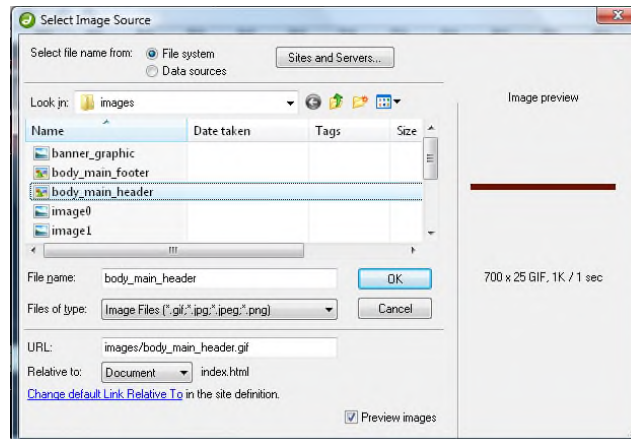 Select Image Source
Select file name from: File system Sites and Servers...
Data sources
Look in: images
Image preview
Name Date taken Tags Size
banner_graphic
body_main_footer
body_main_header
image0
image1
File name: body_main_header OK
700 x 25 GIF, 1K / 1 sec
Files of type: Image Files (*.gif;*.jpg;*.jpeg;*.png) Cancel
URL: images/body_main_header.gif
Relative to: Document index.html
Change default Link Relative To in the site definition.
Preview images